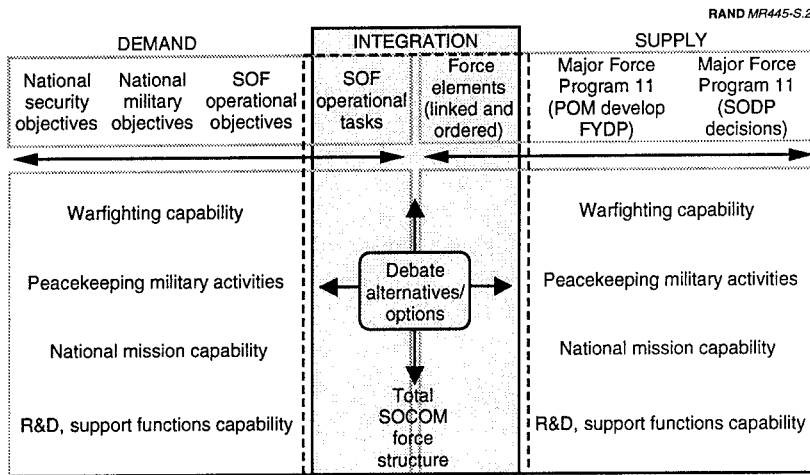 RAND MR445-S.2
DEMAND
INTEGRATION
SUPPLY
National
security
objectives
National
military
objectives
SOF
operational
objectives
SOF
operational
tasks
Force
elements
(linked and
ordered)
Major Force
Program 11
(POM develop
FYDP)
Major Force
Program 11
(SODP
decisions)
Warfighting capability
Peacekeeping military activities
National mission capability
R&D, support functions capability
Debate
alternatives/
options
Total
SOCOM
force
structure
Warfighting capability
Peacekeeping military activities
National mission capability
R&D, support functions capability